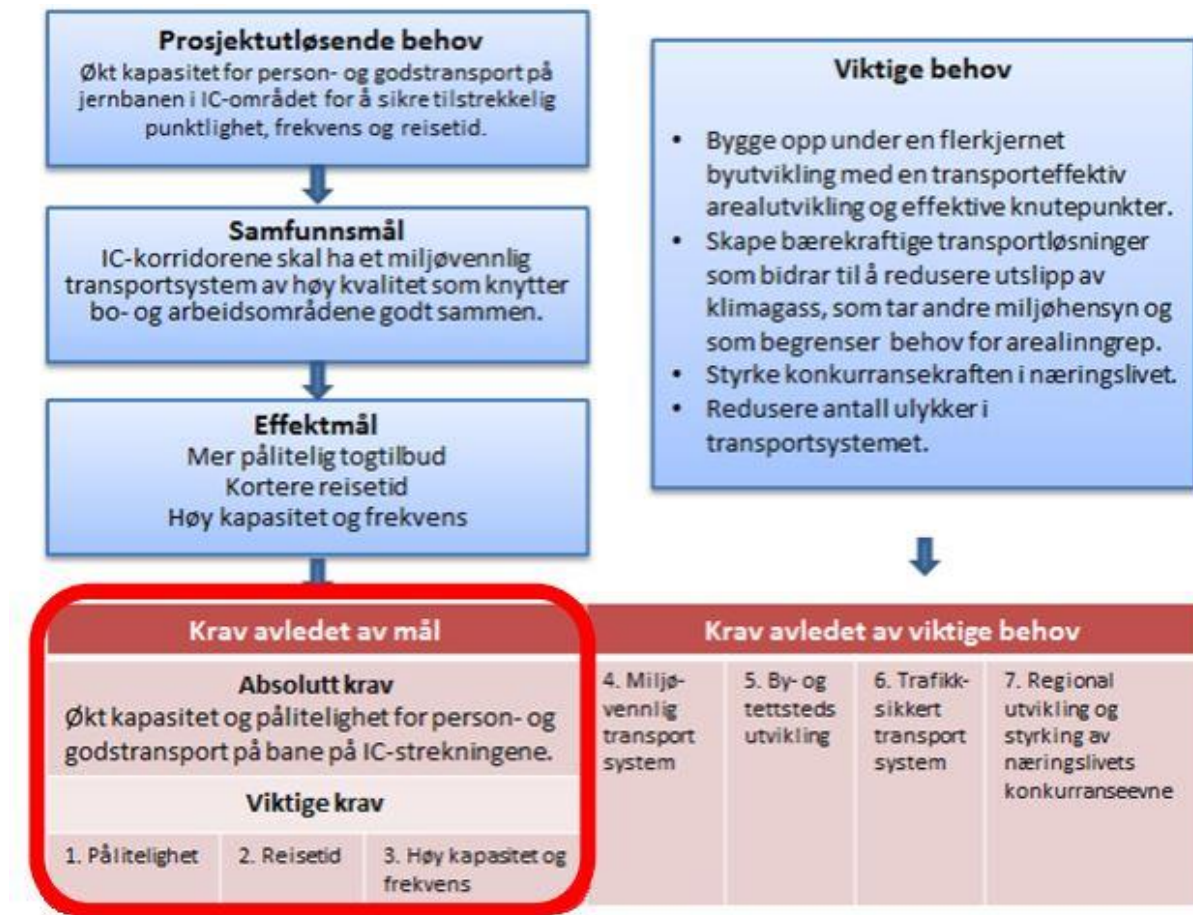 Prosjektutløsende behov
Økt kapasitet for person- og godstransport på
jernbanen i IC-området for å sikre tilstrekkelig
punktlighet, frekvens og reisetid.
Samfunnsmål
IC-korridorene skal ha et miljøvennlig
transportsystem av høy kvalitet som knytter
bo- og arbeidsområdene godt sammen.
Effektmål
Mer pålitelig togtilbud
Kortere reisetid
Høy kapasitet og frekvens
Viktige behov
• Bygge opp under en flerkjernet
byutvikling med en transporteffektiv
arealutvikling og effektive knutepunkter.
• Skape bærekraftige transportløsninger
som bidrar til å redusere utslipp av
klimagass, som tar andre miljøhensyn og
som begrenser behov for arealinngrep.
• Styrke konkurransekraften i næringslivet.
• Redusere antall ulykker i
transportsystemet.
Krav avledet av mål
Absolutt krav
Økt kapasitet og pålitelighet for person- og
godstransport på bane på IC-strekningene.
Viktige krav
1. Pålitelighet
2. Reisetid
3. Høy kapasitet og
frekvens
Krav avledet av viktige behov
4. Miljø-
vennlig
transport
system
5. By- og
tettsteds
utvikling
6. Trafikk-
sikkert
transport
system
7. Regional
utvikling og
styrking av
næringslivets
konkurranseevne